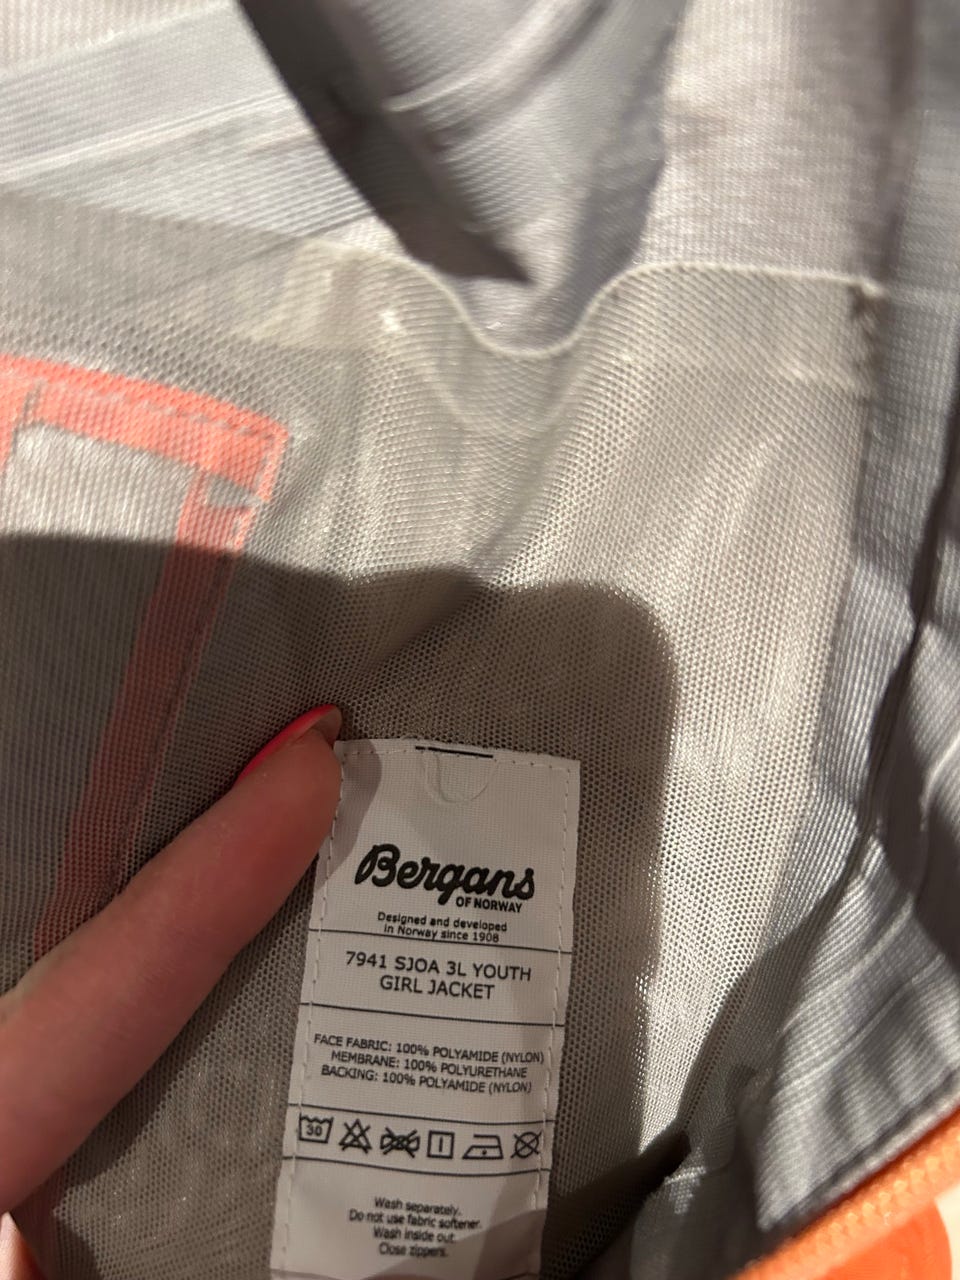 Bergans
OF NORWAY
Designed and developed
in Norway since 1908
7941 SJOA 3L YOUTH
GIRL JACKET
FACE FABRIC: 100% POLYAMIDE (NYLON)
MEMBRANE: 100% POLYURETHANE
BACKING: 100% POLYAMIDE (NYLON)
30
Wash separately.
Do not use fabric softener.
Wash inside out.
Close zippers.